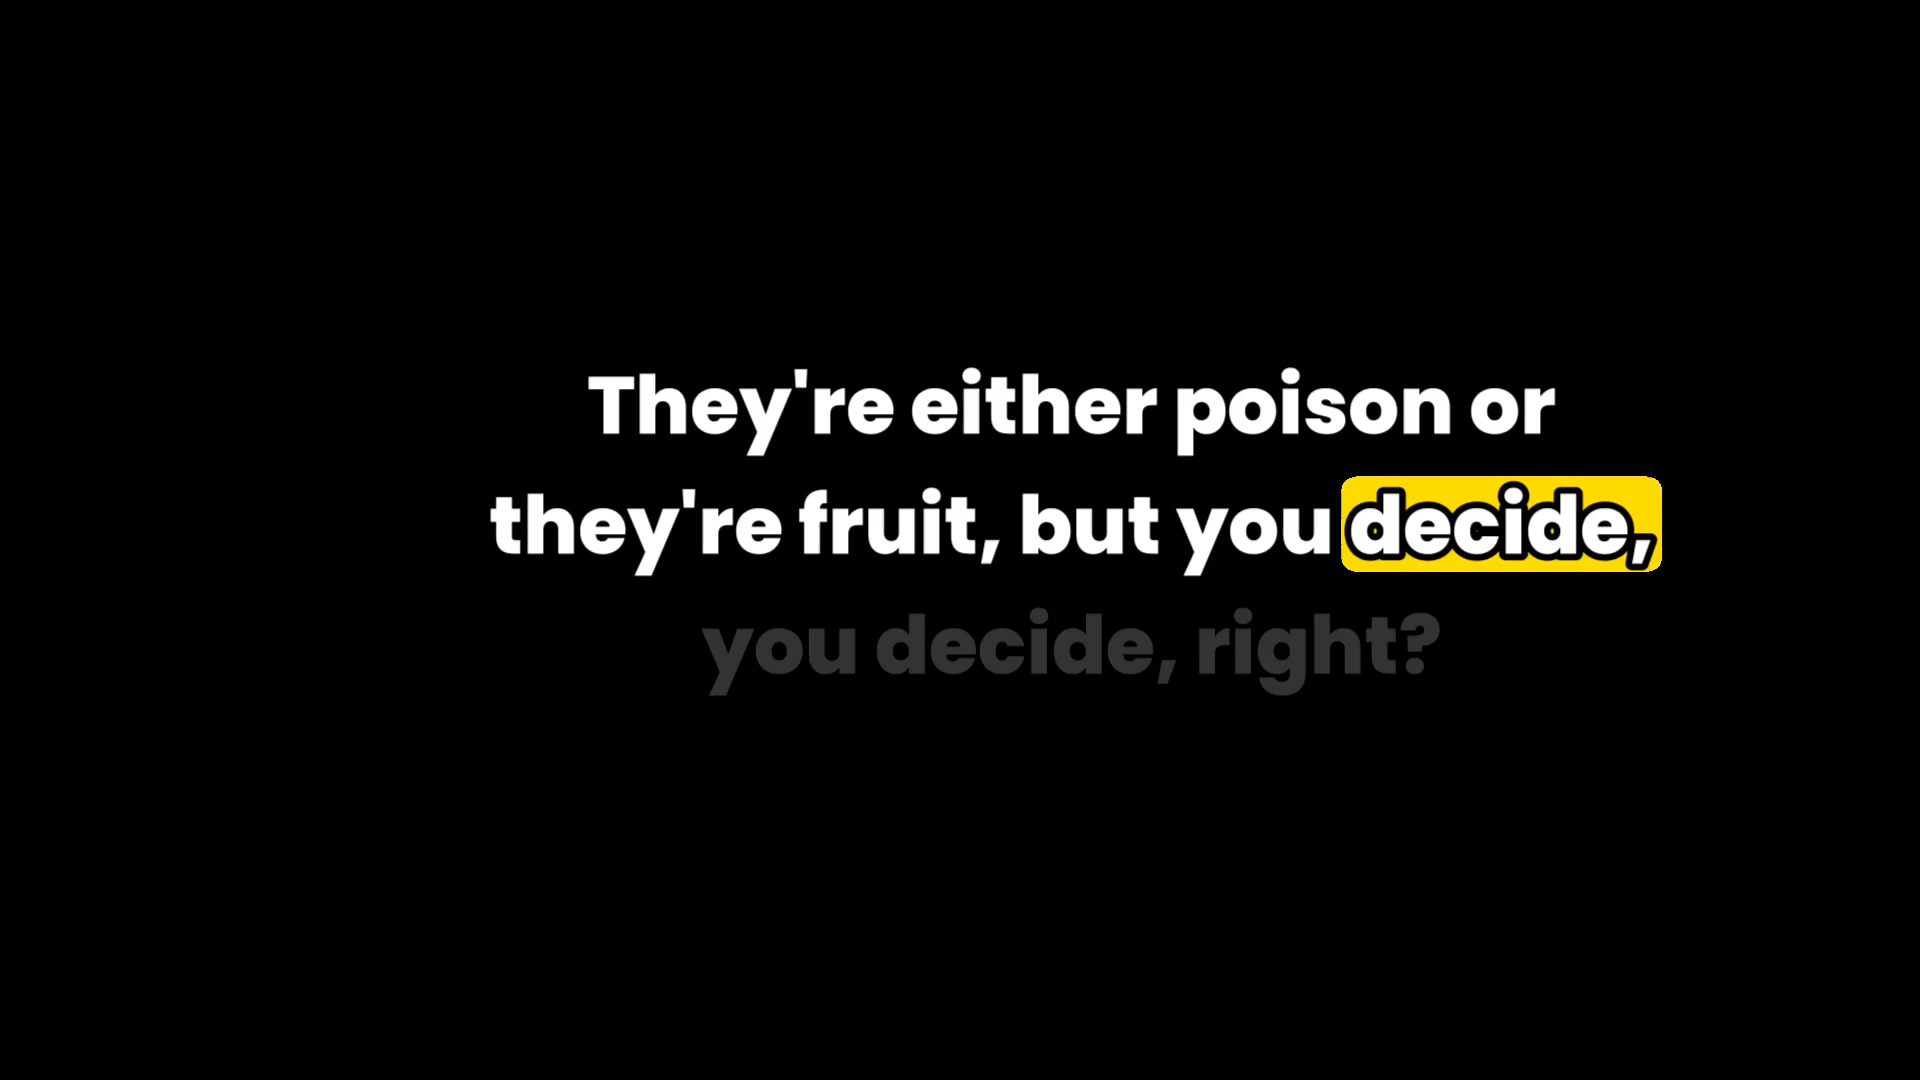 They're either poison or
they're fruit, but you decide,
you decide, right?